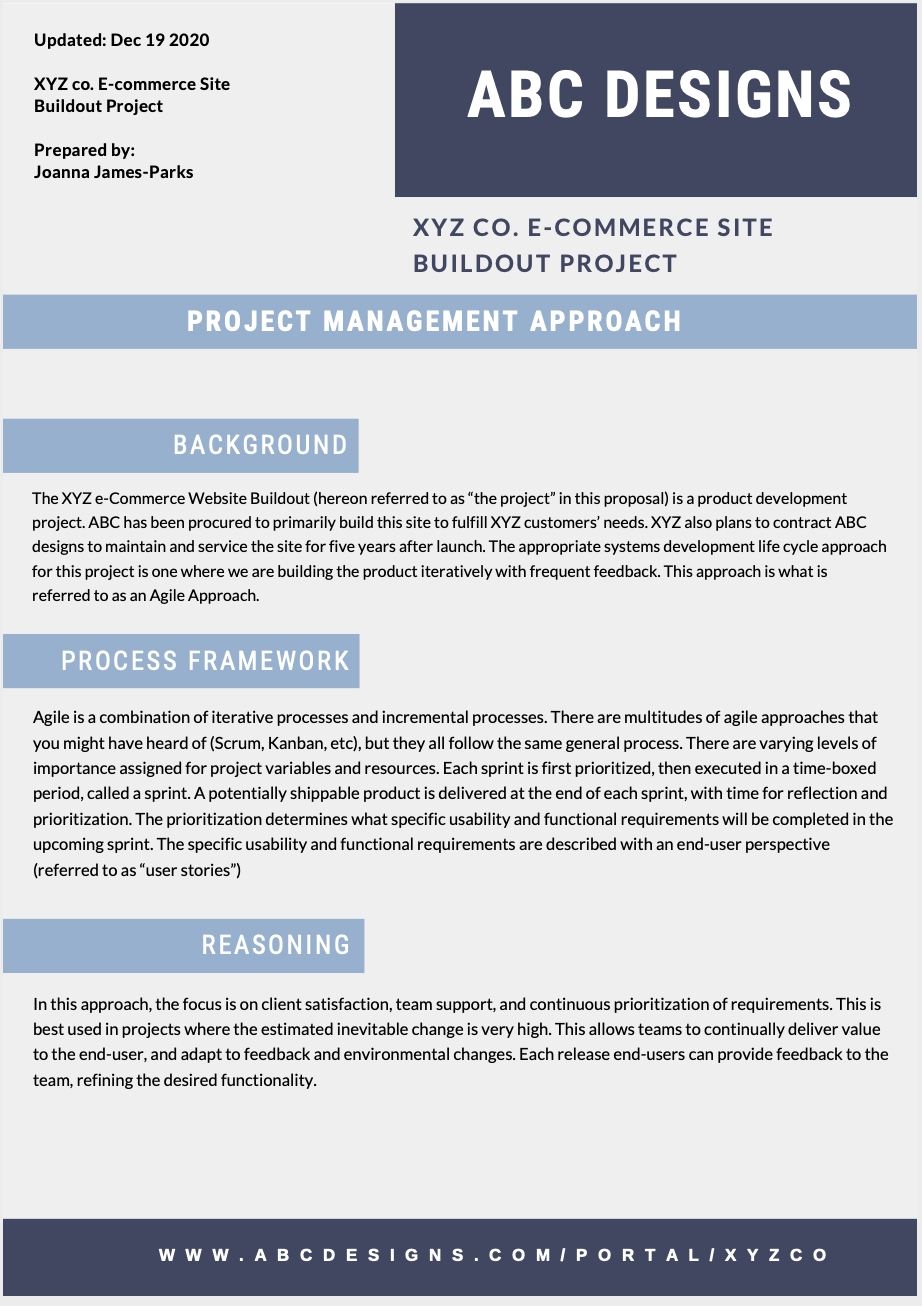 Updated: Dec 19 2020
XYZ co. E-commerce Site
Buildout Project
Prepared by:
Joanna James-Parks
ABC DESIGNS
XYZ CO. E-COMMERCE SITE
BUILDOUT PROJECT
PROJECT MANAGEMENT APPROACH
BACKGROUND
The XYZ e-Commerce Website Buildout (hereon referred to as “the project” in this proposal) is a product development
project. ABC has been procured to primarily build this site to fulfill XYZ customers’ needs. XYZ also plans to contract ABC
designs to maintain and service the site for five years after launch. The appropriate systems development life cycle approach
for this project is one where we are building the product iteratively with frequent feedback. This approach is what is
referred to as an Agile Approach.
PROCESS FRAMEWORK
Agile is a combination of iterative processes and incremental processes. There are multitudes of agile approaches that
you might have heard of (Scrum, Kanban, etc), but they all follow the same general process. There are varying levels of
importance assigned for project variables and resources. Each sprint is first prioritized, then executed in a time-boxed
period, called a sprint. A potentially shippable product is delivered at the end of each sprint, with time for reflection and
prioritization. The prioritization determines what specific usability and functional requirements will be completed in the
upcoming sprint. The specific usability and functional requirements are described with an end-user perspective
(referred to as “user stories”)
REASONING
In this approach, the focus is on client satisfaction, team support, and continuous prioritization of requirements. This is
best used in projects where the estimated inevitable change is very high. This allows teams to continually deliver value
to the end-user, and adapt to feedback and environmental changes. Each release end-users can provide feedback to the
team, refining the desired functionality.
WWW.ABCDESIGNS.COM/PORTAL/XYZCO